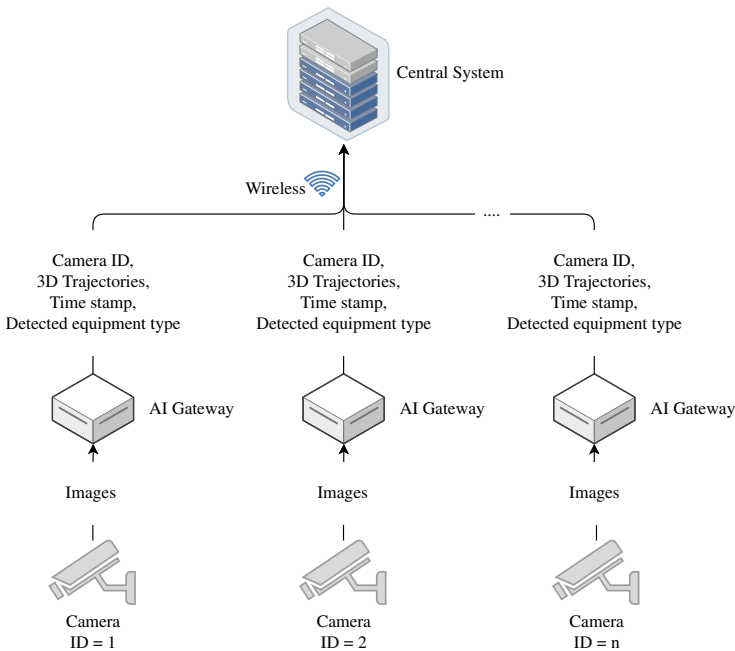 Central System
Wireless
....
Camera ID,
3D Trajectories,
Time stamp,
Detected equipment type
Camera ID,
3D Trajectories,
Time stamp,
Detected equipment type
Camera ID,
3D Trajectories,
Time stamp,
Detected equipment type
AI Gateway
AI Gateway
AI Gateway
Images
Images
Images
Camera
ID = 1
Camera
ID = 2
Camera
ID = n